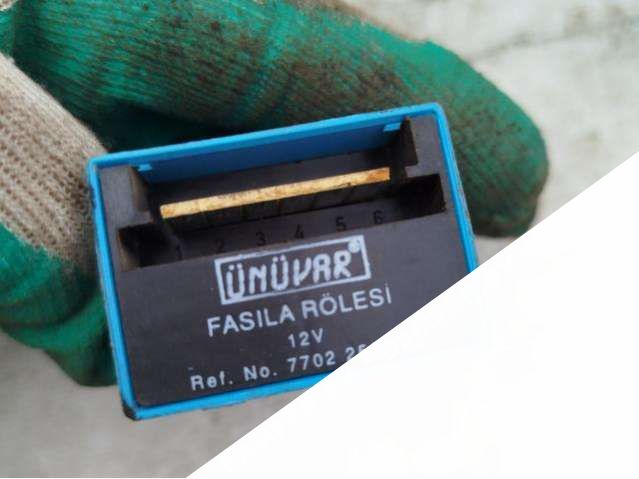 1 2 3 4 5 6
ÜNÜVAR®
FASILA RÖLESİ
12V
Ref. No. 7702